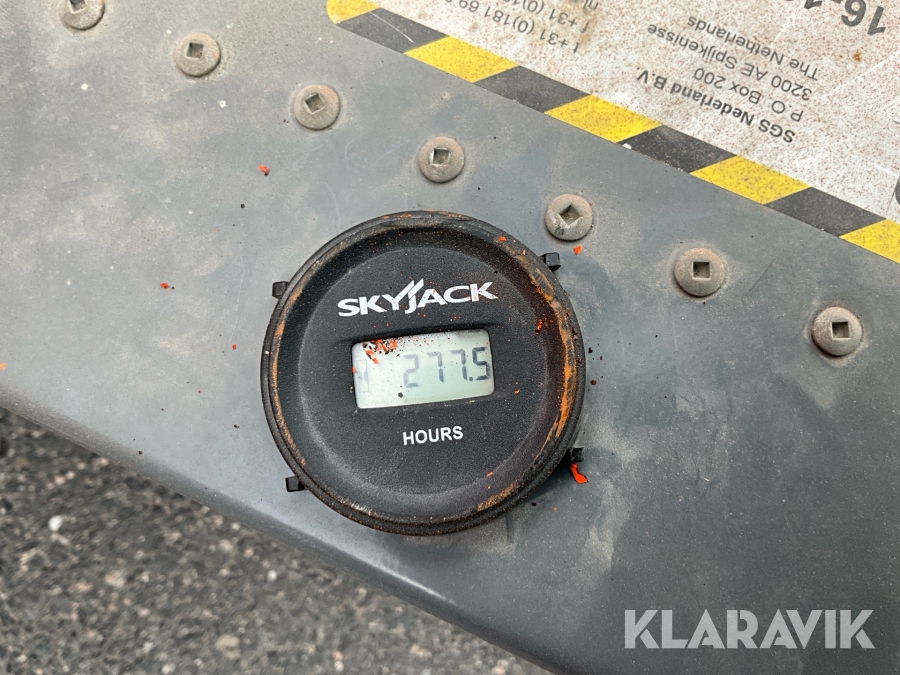 SGS Nederland B.V
P.O. Box 200
3200 AE Spijkenisse
The Netherlands
SKYJACK
277.5
HOURS
KLARAVIK